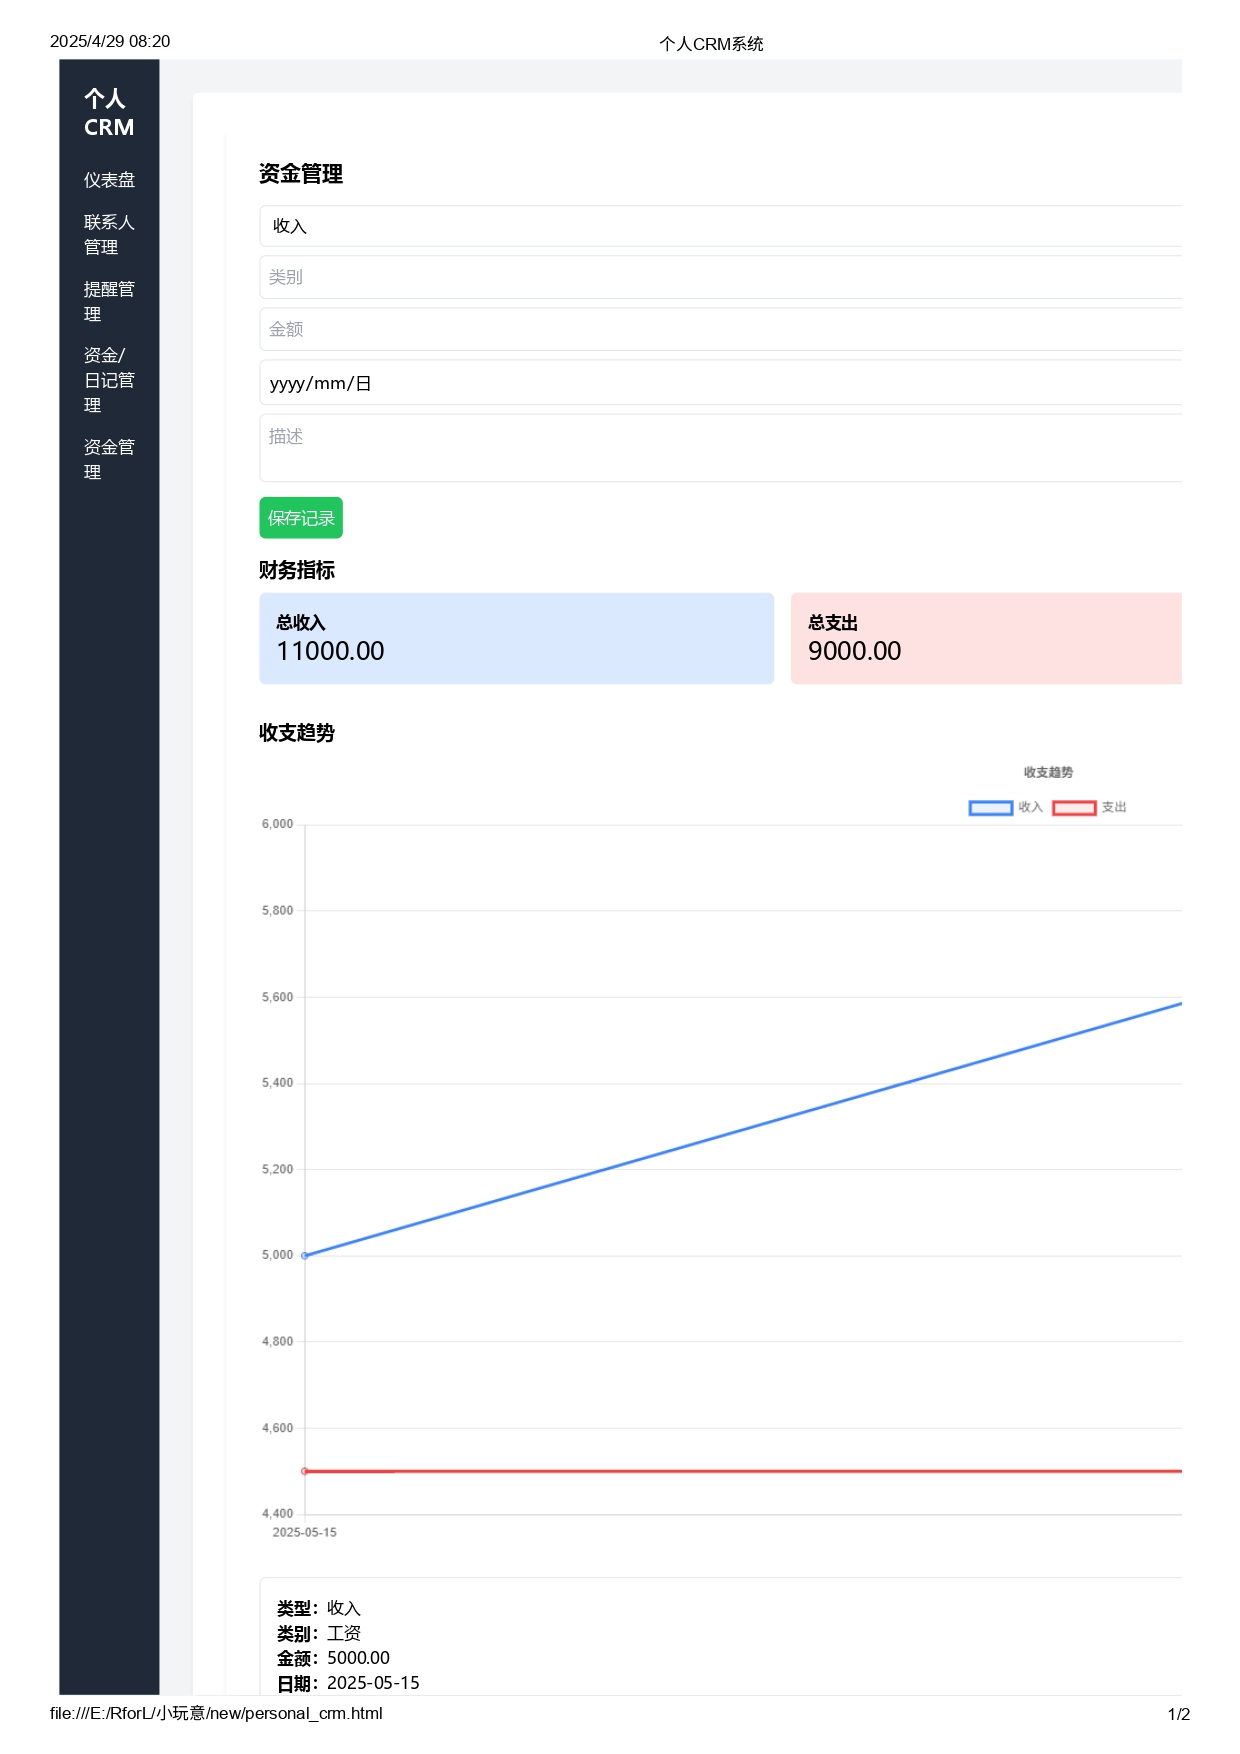 2025/4/29 08:20
个人CRM系统
个人
CRM
仪表盘
联系人
管理
提醒管
理
资金/
日记管
理
资金管
理
资金管理
收入
类别
金额
yyyy/mm/日
描述
保存记录
财务指标
总收入
11000.00
总支出
9000.00
收支趋势
收支趋势
收入 支出
6,000
5,800
5,600
5,400
5,200
5,000
4,800
4,600
4,400
2025-05-15
类型：收入
类别：工资
金额：5000.00
日期：2025-05-15
file:///E:/RforL/小玩意/new/personal_crm.html
1/2